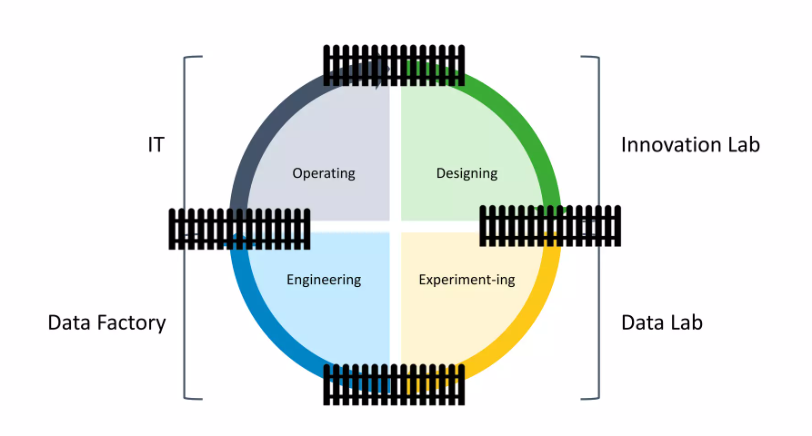 IT
Innovation Lab
Operating
Designing
Engineering
Experiment-ing
Data Factory
Data Lab